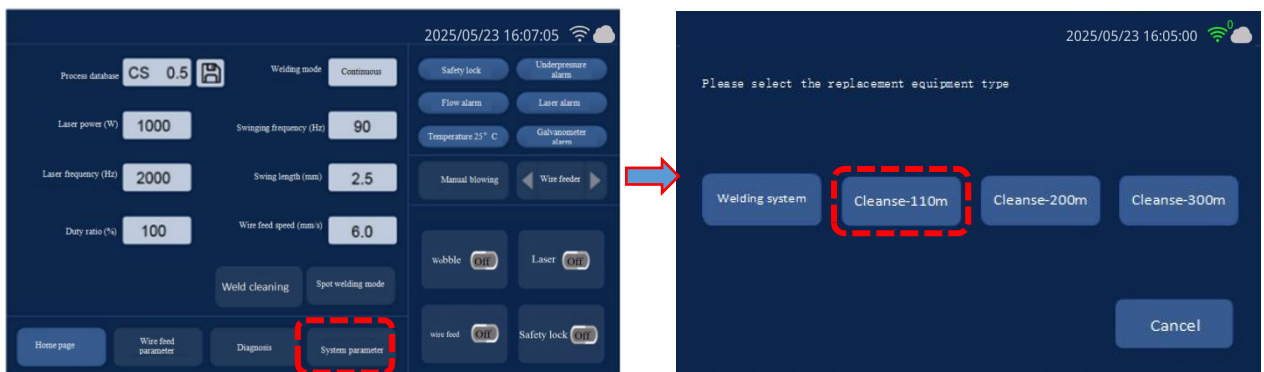 2025/05/23 16:07:05
Process database CS 0.5 Welding mode Continuous
Laser power (W) 1000 Swinging frequency (Hz) 90
Laser frequency (Hz) 2000 Swing length (mm) 2.5
Duty ratio (%) 100 Wire feed speed (mm/s) 6.0
Weld cleaning Spot welding mode
Safety lock Underpressure
alarm
Flow alarm Laser alarm
Temperature 25° C Galvanometer
alarm
Manual blowing Wire feeder
wobble Off Laser Off
wire feed Off Safety lock Off
Home page Wire feed
parameter Diagnosis System parameter
2025/05/23 16:05:00 0
Please select the replacement equipment type
Welding system Cleanse-110m Cleanse-200m Cleanse-300m
Cancel